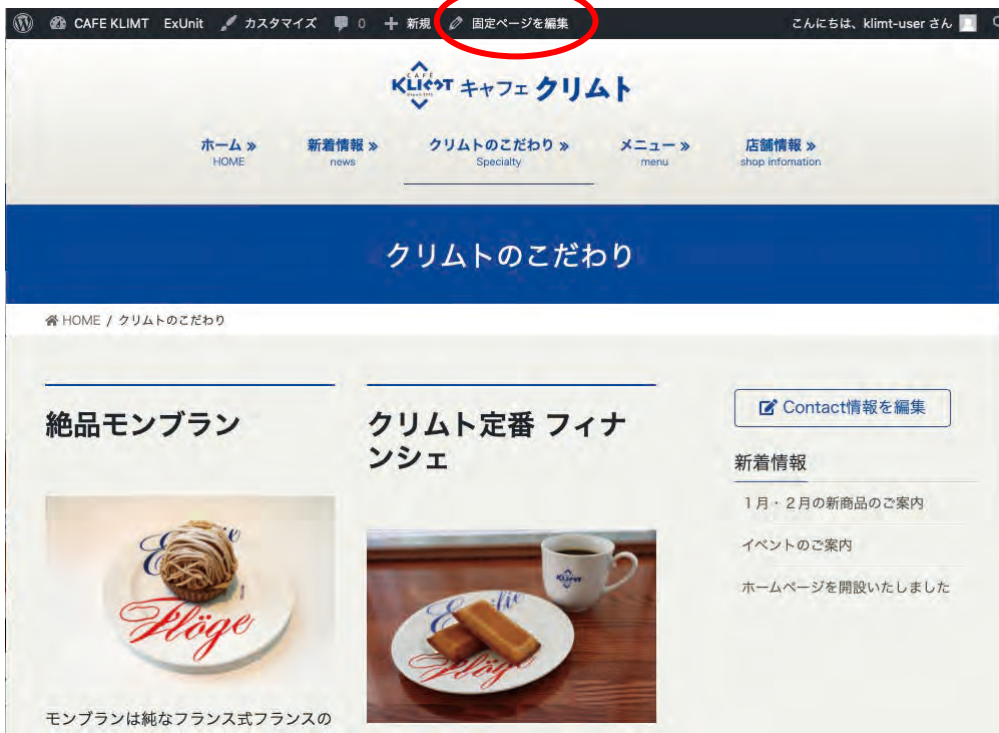 CAFE KLIMT ExUnit カスタマイズ 0 新規 固定ページを編集 こんにちは、klimt-user さん
CAFE
KLIMT キャフェ クリムト
ホーム » 新着情報 » クリムトのこだわり » メニュー » 店舗情報 »
HOME news Specialty menu shop infomation
クリムトのこだわり
HOME / クリムトのこだわり
絶品モンブラン
クリムト定番 フィナ
ンシェ
Contact情報を編集
新着情報
1月・2月の新商品のご案内
イベントのご案内
ホームページを開設いたしました
Emilie
Flöge
KLIMT
Emilie
Flöge
モンブランは純なフランス式フランスの